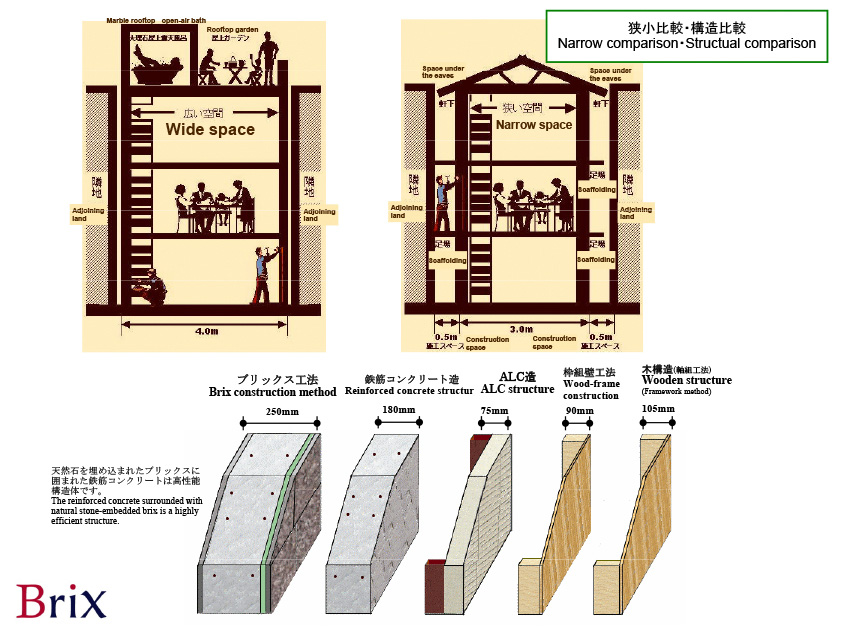 狭小比較・構造比較
Narrow comparison・Structual comparison
Marble rooftop open-air bath
大理石屋上露天風呂
Rooftop garden
屋上ガーデン
広い空間
Wide space
隣地
Adjoining
land
隣地
Adjoining
land
4.0m
Space under
the eaves
軒下
Space under
the eaves
軒下
狭い空間
Narrow space
隣地
Adjoining
land
足場
Scaffolding
隣地
Adjoining
land
足場
Soaffolding
足場
Soaffolding
0.5m
施工スペース
Construction
space
3.0m
Construction
space
0.5m
施工スペース
ブリックス工法
Brix construction method
250mm
鉄筋コンクリート造
Reinforced concrete structur
180mm
ALC造
ALC structure
75mm
枠組壁工法
Wood-frame
construction
90mm
木構造(軸組工法)
Wooden structure
(Framework method)
105mm
天然石を埋め込まれたブリックスに
囲まれた鉄筋コンクリートは高性能
構造体です。
The reinforced concrete surrounded with
natural stone-embedded brix is a highly
efficient structure.
Brix